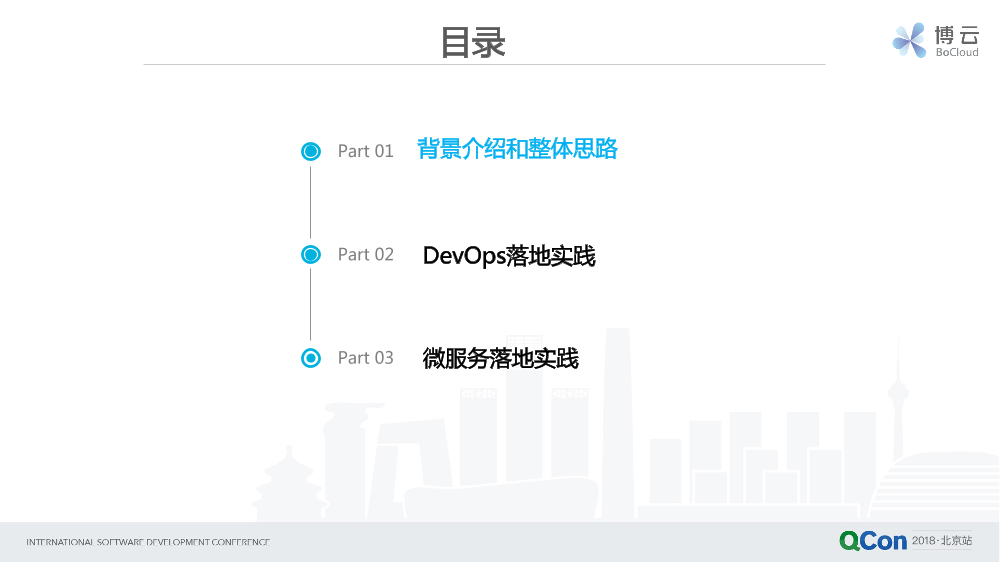 目录
博云
BoCloud
Part 01 背景介绍和整体思路
Part 02 DevOps落地实践
Part 03 微服务落地实践
INTERNATIONAL SOFTWARE DEVELOPMENT CONFERENCE
QCon 2018·北京站